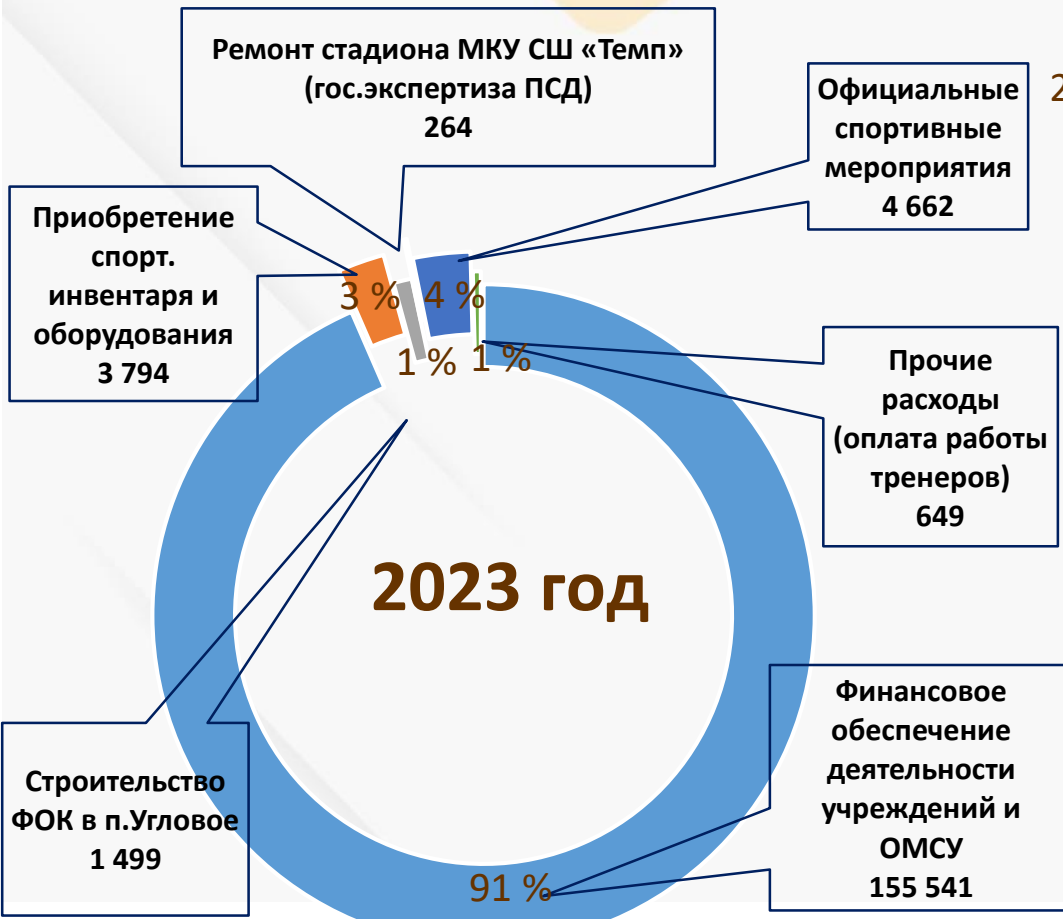 Ремонт стадиона МКУ СШ «Темп»
(гос.экспертиза ПСД)
264
Официальные
спортивные
мероприятия
4 662
2
Приобретение
спорт.
инвентаря и
оборудования
3 794
3 %
4 %
1 %
1 %
Прочие
расходы
(оплата работы
тренеров)
649
2023 год
Строительство
ФОК в п.Угловое
1 499
Финансовое
обеспечение
деятельности
учреждений и
ОМСУ
155 541
91 %